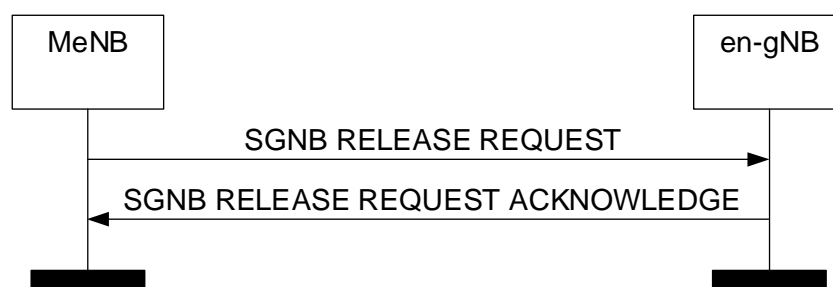 MeNB
en-gNB
SGNB RELEASE REQUEST
SGNB RELEASE REQUEST ACKNOWLEDGE